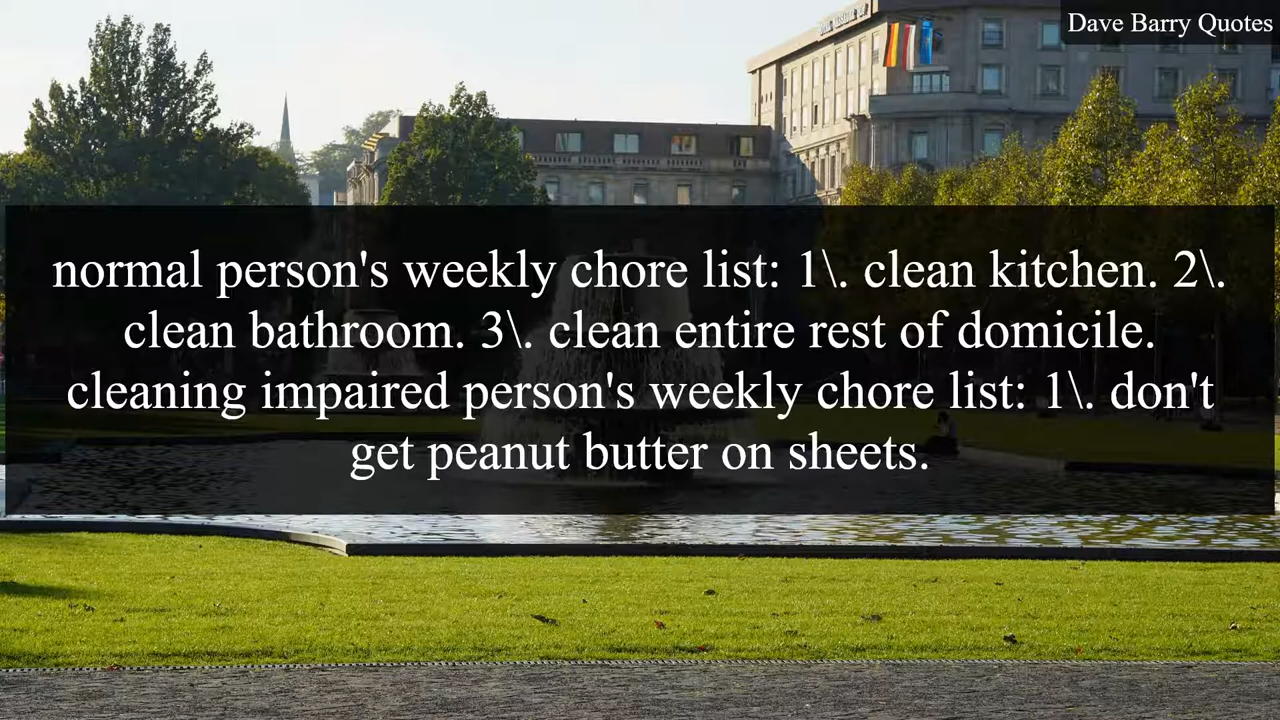 Dave Barry Quotes
normal person's weekly chore list: 1\. clean kitchen. 2\.
clean bathroom. 3\. clean entire rest of domicile.
cleaning impaired person's weekly chore list: 1\. don't
get peanut butter on sheets.